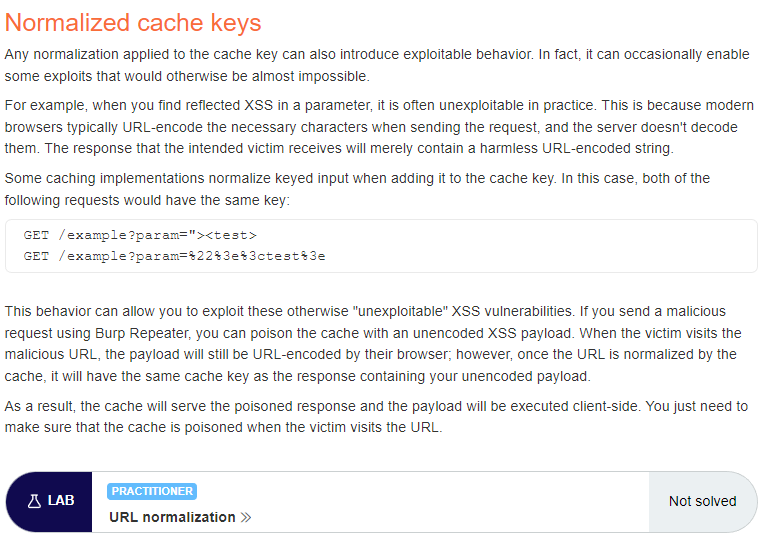 Normalized cache keys
Any normalization applied to the cache key can also introduce exploitable behavior. In fact, it can occasionally enable
some exploits that would otherwise be almost impossible.
For example, when you find reflected XSS in a parameter, it is often unexploitable in practice. This is because modern
browsers typically URL-encode the necessary characters when sending the request, and the server doesn't decode
them. The response that the intended victim receives will merely contain a harmless URL-encoded string.
Some caching implementations normalize keyed input when adding it to the cache key. In this case, both of the
following requests would have the same key:
GET /example?param="><test>
GET /example?param=%22%3e%3ctest%3e
This behavior can allow you to exploit these otherwise "unexploitable" XSS vulnerabilities. If you send a malicious
request using Burp Repeater, you can poison the cache with an unencoded XSS payload. When the victim visits the
malicious URL, the payload will still be URL-encoded by their browser; however, once the URL is normalized by the
cache, it will have the same cache key as the response containing your unencoded payload.
As a result, the cache will serve the poisoned response and the payload will be executed client-side. You just need to
make sure that the cache is poisoned when the victim visits the URL.
LAB
PRACTITIONER
URL normalization »
Not solved